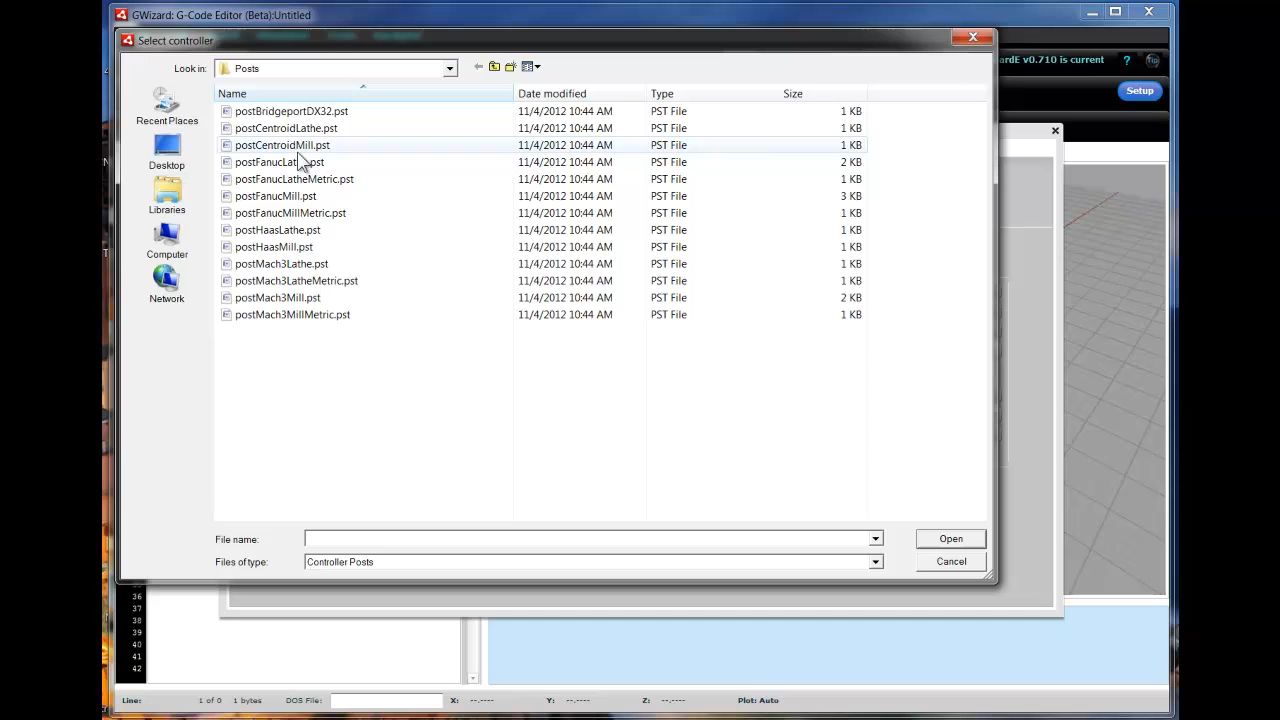 GWizard: G-Code Editor (Beta):Untitled
Select controller
ardE v0.710 is current ? Tip
Setup
Look in: Posts
Recent Places
Desktop
Libraries
Computer
Network
Name Date modified Type Size
postBridgeportDX32.pst 11/4/2012 10:44 AM PST File 1 KB
postCentroidLathe.pst 11/4/2012 10:44 AM PST File 1 KB
postCentroidMill.pst 11/4/2012 10:44 AM PST File 1 KB
postFanucLathe.pst 11/4/2012 10:44 AM PST File 2 KB
postFanucLatheMetric.pst 11/4/2012 10:44 AM PST File 1 KB
postFanucMill.pst 11/4/2012 10:44 AM PST File 3 KB
postFanucMillMetric.pst 11/4/2012 10:44 AM PST File 1 KB
postHaasLathe.pst 11/4/2012 10:44 AM PST File 1 KB
postHaasMill.pst 11/4/2012 10:44 AM PST File 1 KB
postMach3Lathe.pst 11/4/2012 10:44 AM PST File 1 KB
postMach3LatheMetric.pst 11/4/2012 10:44 AM PST File 1 KB
postMach3Mill.pst 11/4/2012 10:44 AM PST File 2 KB
postMach3MillMetric.pst 11/4/2012 10:44 AM PST File 1 KB
File name: Open
Files of type: Controller Posts Cancel
36
37
38
39
40
41
42
Line: 1 of 0 1 bytes DOS File: X: --.---- Y: --.---- Z: --.---- Plot: Auto